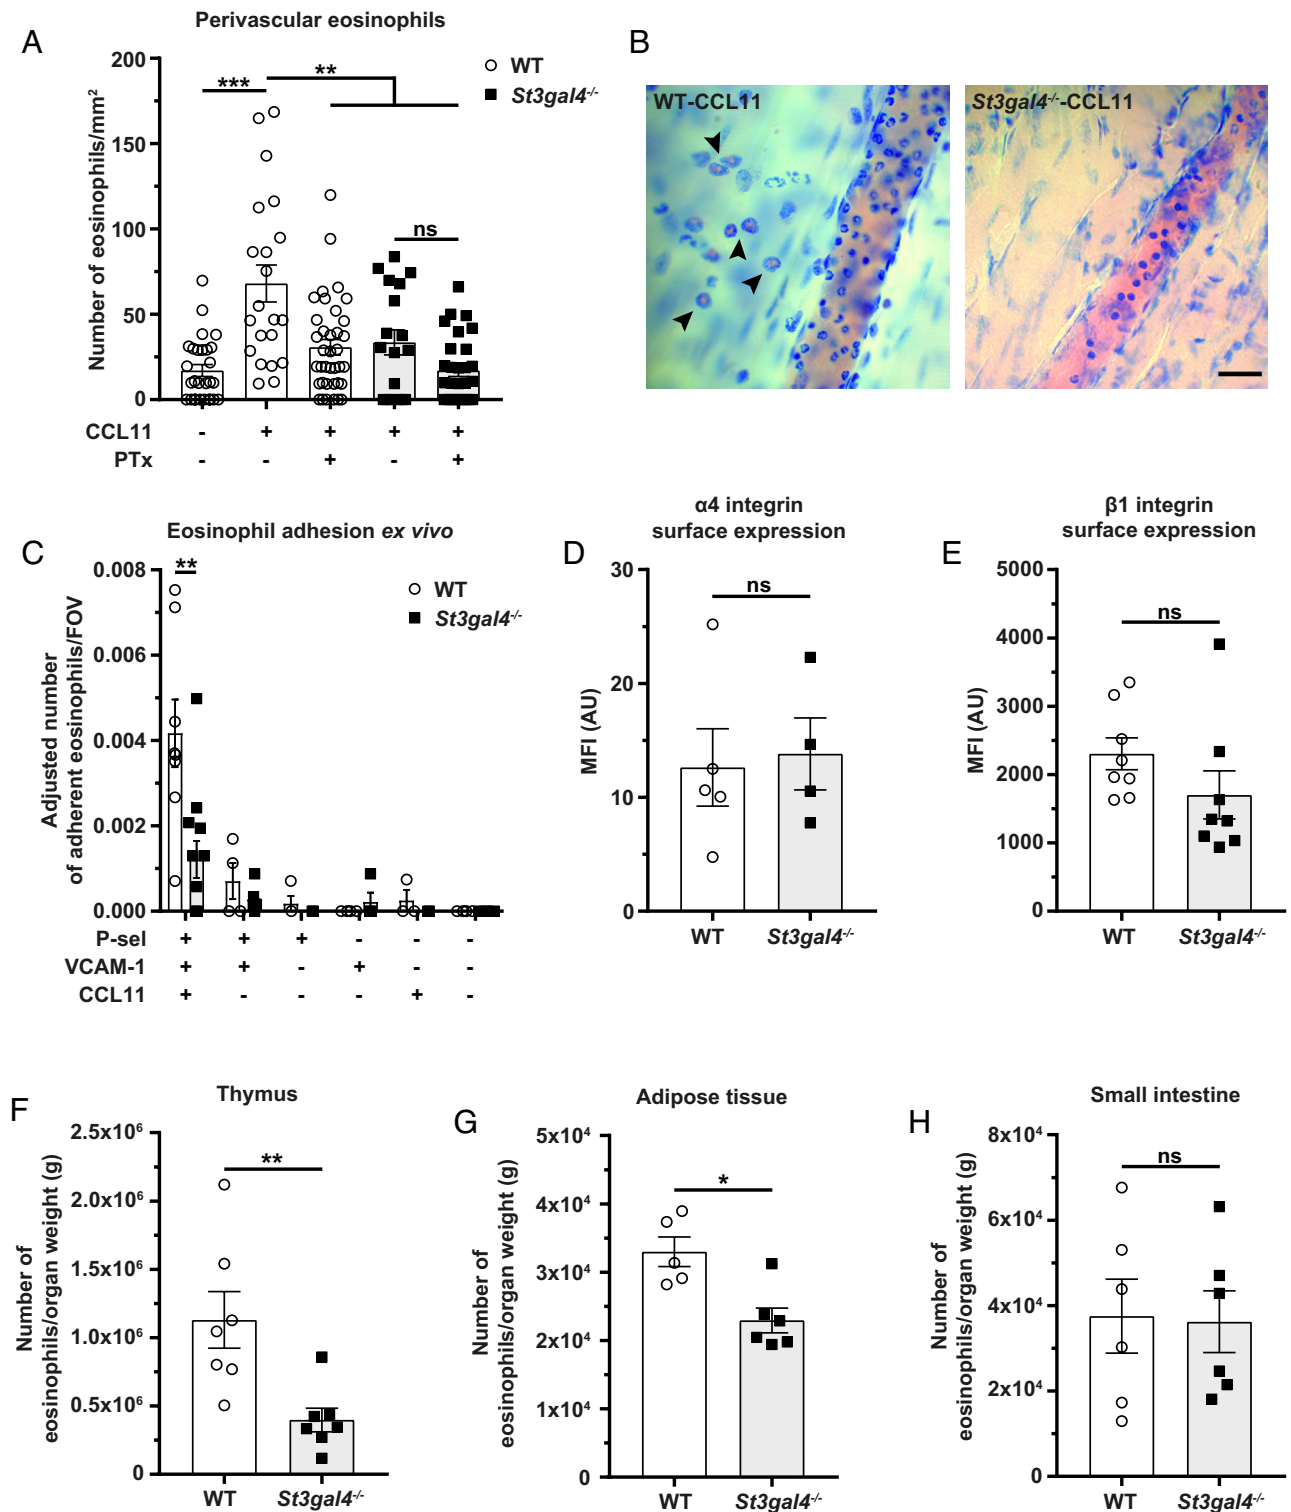 A
Perivascular eosinophils
Number of eosinophils/mm²
200
150
100
50
0
***
**
ns
WT
St3gal4-/-
CCL11 - + + + +
PTx - - + - +
B
WT-CCL11
St3gal4-/--CCL11
C
Eosinophil adhesion ex vivo
Adjusted number
of adherent eosinophils/FOV
0.008
0.006
0.004
0.002
0.000
**
WT
St3gal4-/-
P-sel + + + - - -
VCAM-1 + + - + - -
CCL11 + - - - + -
D
α4 integrin
surface expression
MFI (AU)
30
20
10
0
ns
WT St3gal4-/-
E
β1 integrin
surface expression
MFI (AU)
5000
4000
3000
2000
1000
0
ns
WT St3gal4-/-
F
Thymus
Number of
eosinophils/organ weight (g)
2.5x10⁶
2.0x10⁶
1.5x10⁶
1.0x10⁶
0.5x10⁶
0
**
WT St3gal4-/-
G
Adipose tissue
Number of
eosinophils/organ weight (g)
5x10⁴
4x10⁴
3x10⁴
2x10⁴
1x10⁴
0
*
WT St3gal4-/-
H
Small intestine
Number of
eosinophils/organ weight (g)
8x10⁴
6x10⁴
4x10⁴
2x10⁴
0
ns
WT St3gal4-/-